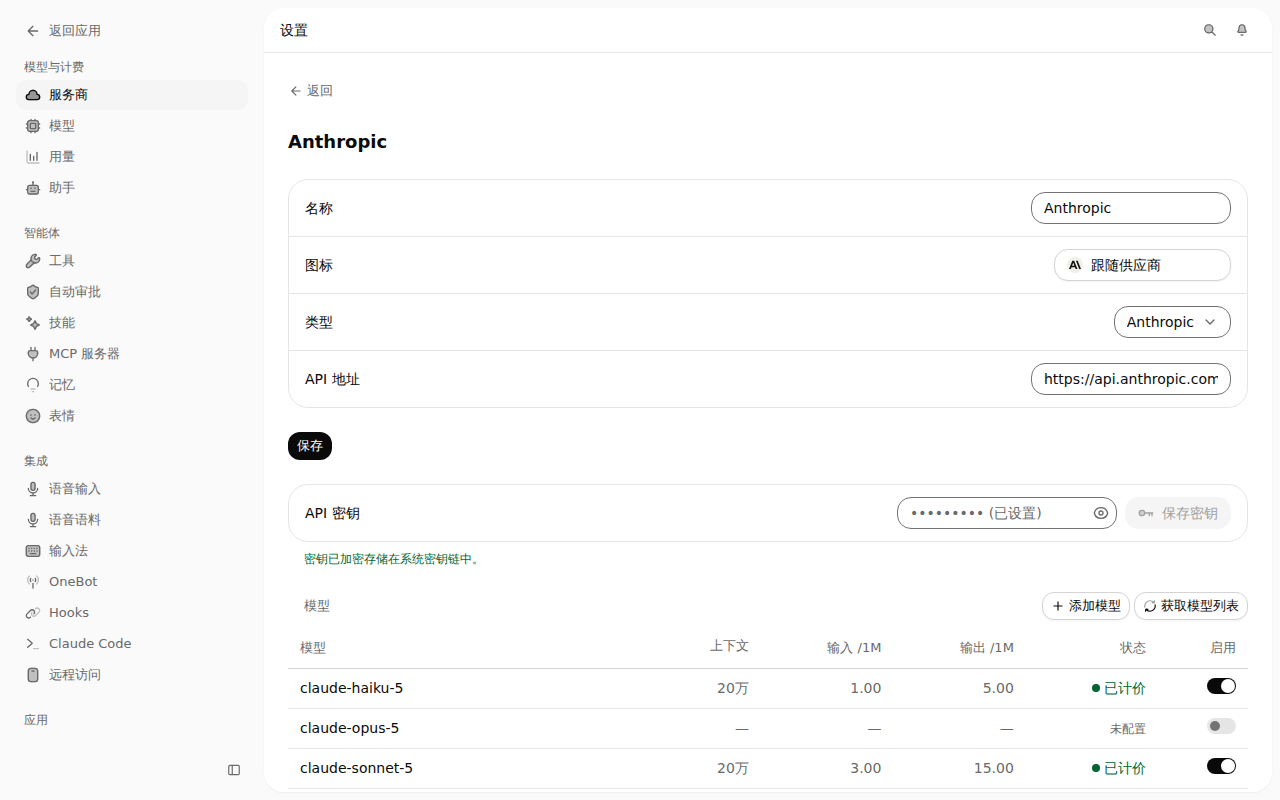 返回应用
模型与计费
服务商
模型
用量
助手
智能体
工具
自动审批
技能
MCP 服务器
记忆
表情
集成
语音输入
语音语料
输入法
OneBot
Hooks
Claude Code
远程访问
应用
设置
返回
Anthropic
名称 Anthropic
图标 跟随供应商
类型 Anthropic
API 地址 https://api.anthropic.com
保存
API 密钥 ••••••••• (已设置) 保存密钥
密钥已加密存储在系统密钥链中。
模型 添加模型 获取模型列表
模型 上下文 输入 /1M 输出 /1M 状态 启用
claude-haiku-5 20万 1.00 5.00 已计价
claude-opus-5 — — — 未配置
claude-sonnet-5 20万 3.00 15.00 已计价